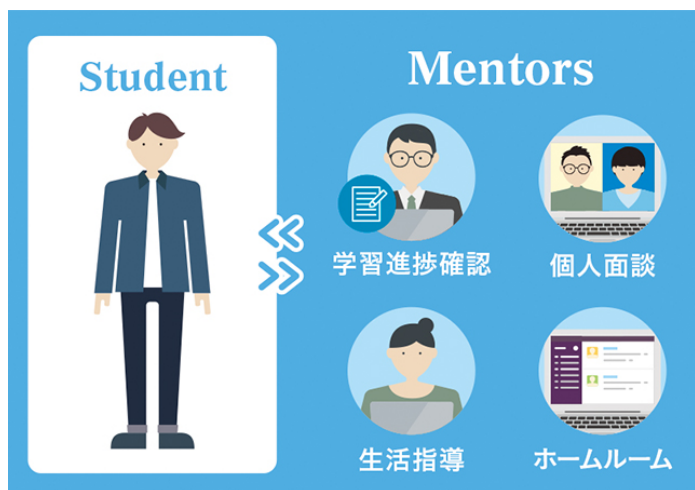 Student
Mentors
学習進捗確認
個人面談
生活指導
ホームルーム